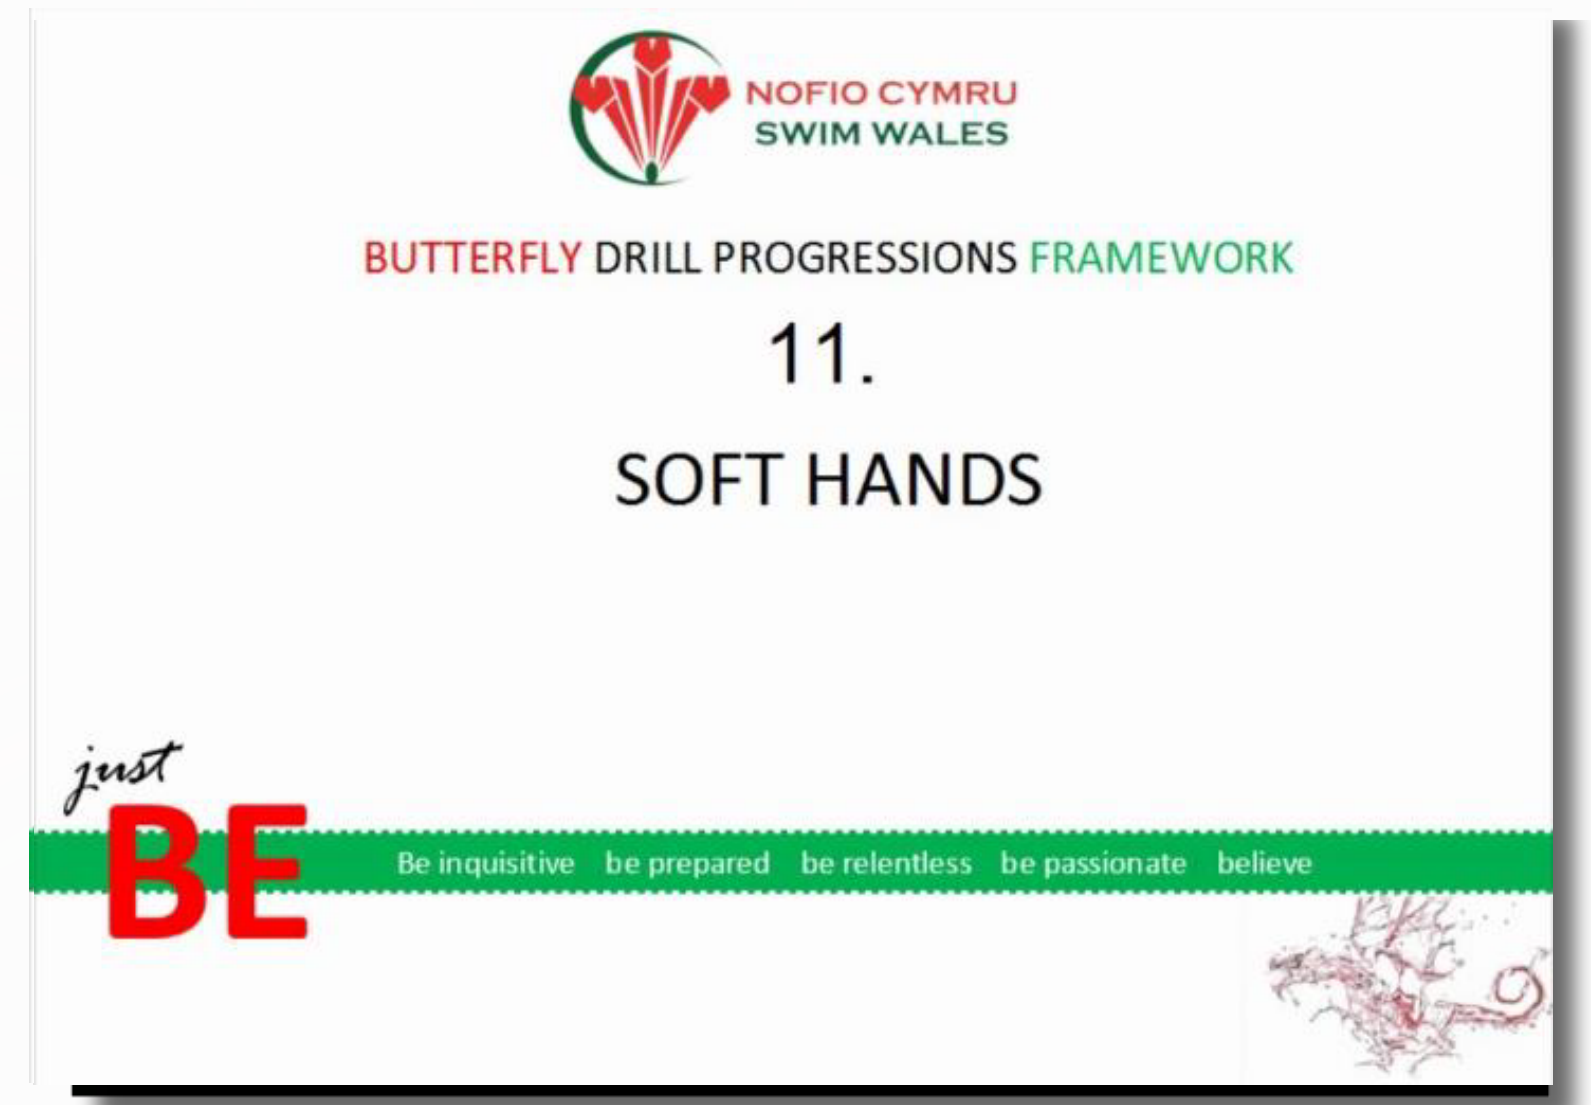 NOFIO CYMRU
SWIM WALES
BUTTERFLY DRILL PROGRESSIONS FRAMEWORK
11.
SOFT HANDS
just
BE
Be inquisitive be prepared be relentless be passionate believe